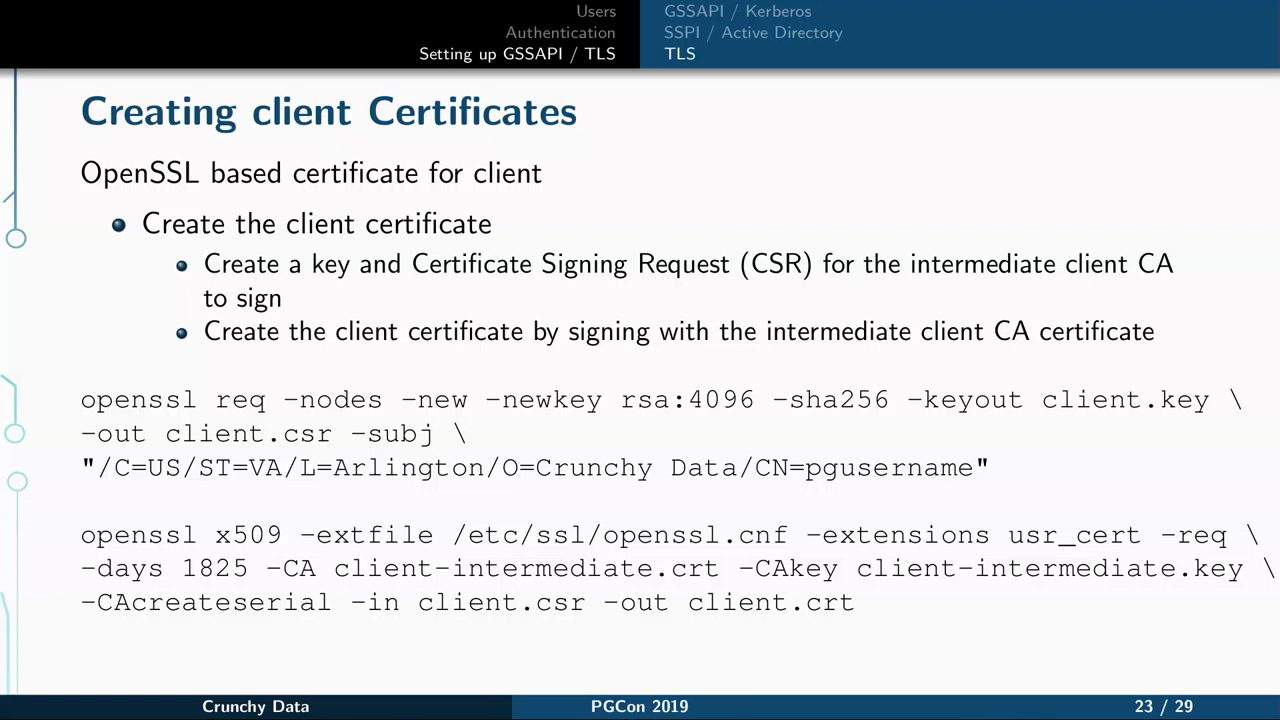 Users
Authentication
Setting up GSSAPI / TLS
GSSAPI / Kerberos
SSPI / Active Directory
TLS
Creating client Certificates
OpenSSL based certificate for client
Create the client certificate
Create a key and Certificate Signing Request (CSR) for the intermediate client CA
to sign
Create the client certificate by signing with the intermediate client CA certificate
openssl req -nodes -new -newkey rsa:4096 -sha256 -keyout client.key \
-out client.csr -subj \
"/C=US/ST=VA/L=Arlington/O=Crunchy Data/CN=pgusername"
openssl x509 -extfile /etc/ssl/openssl.cnf -extensions usr_cert -req \
-days 1825 -CA client-intermediate.crt -CAkey client-intermediate.key \
-CAcreateserial -in client.csr -out client.crt
Crunchy Data
PGCon 2019
23 / 29